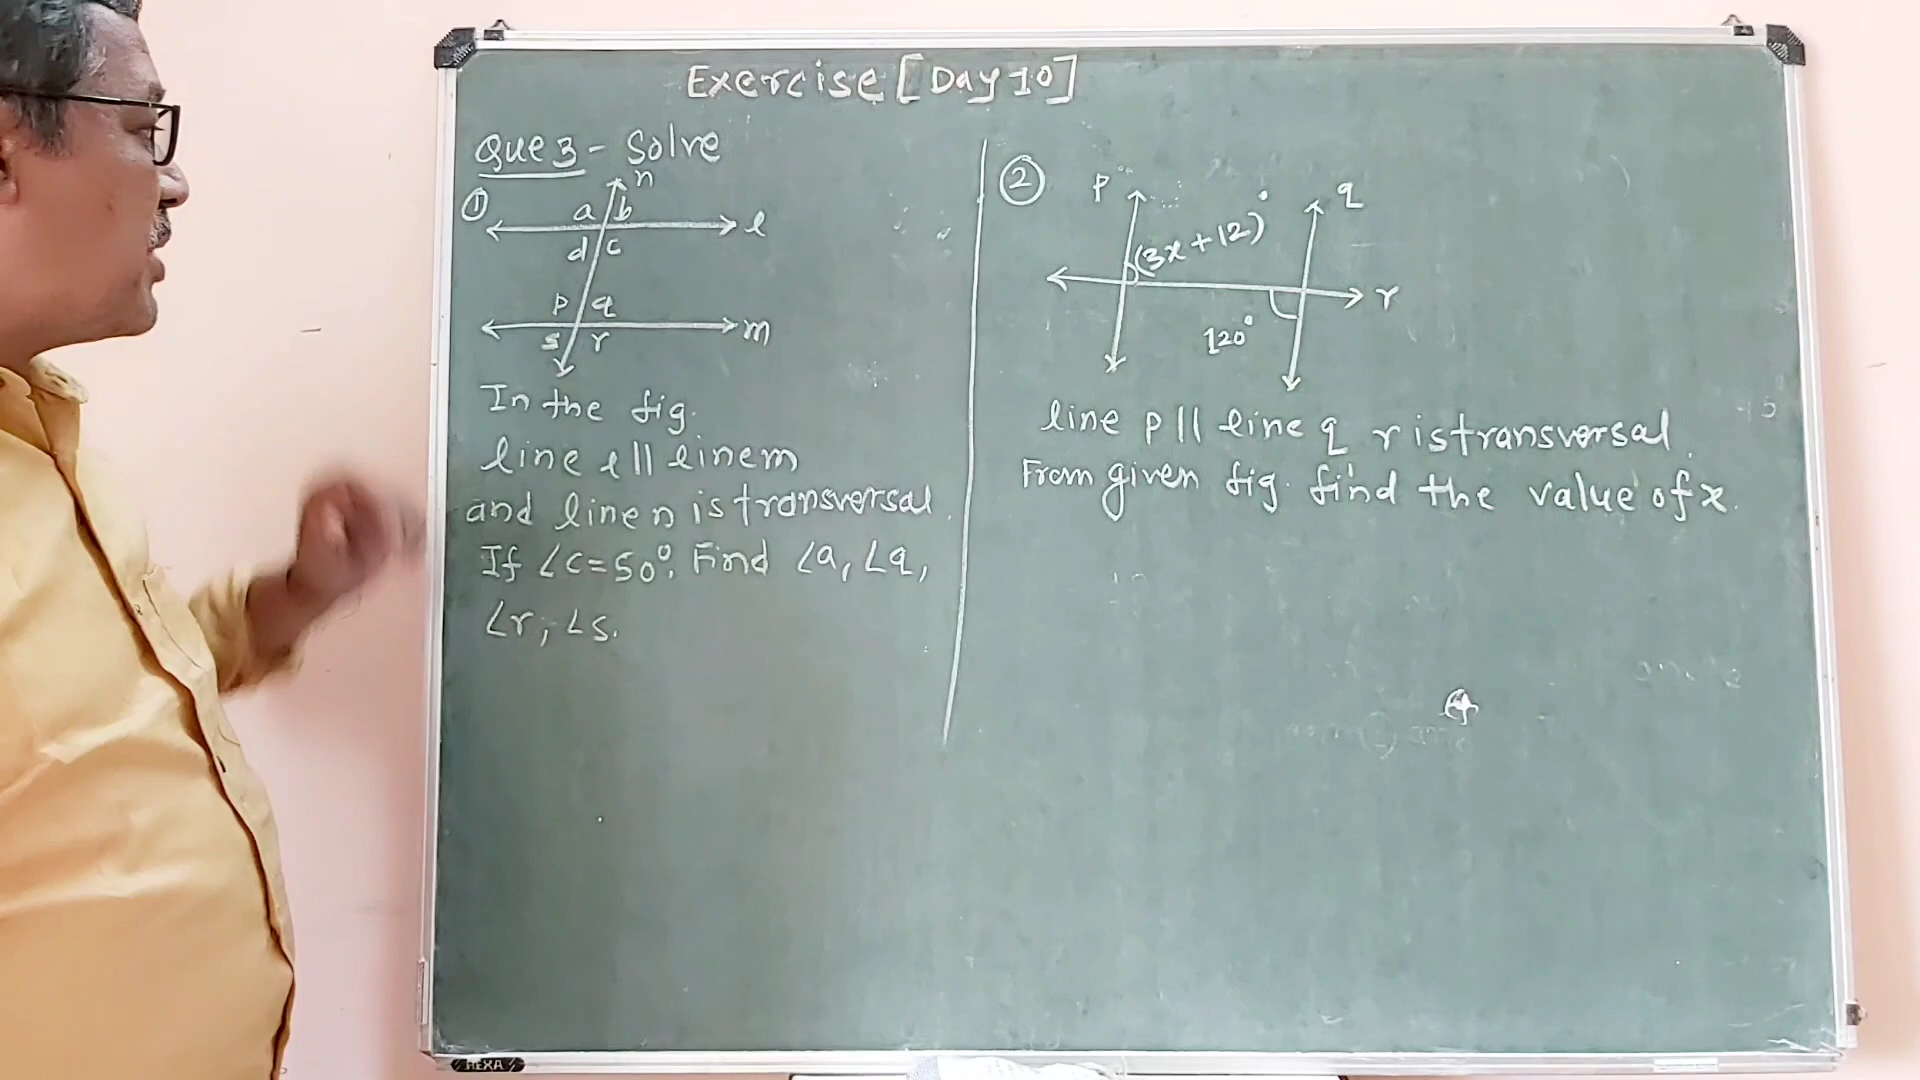 Exercise [Day 10]
Que 3 - Solve
①
n
a b
l
d c
p q
m
s r
In the fig.
line l || line m
and line n is transversal.
If ∠c=50°. Find ∠a, ∠q,
∠r, ∠s.
②
p
q
(3x+12)°
r
120°
line p || line q r is transversal.
From given fig. find the value of x.
HEXA